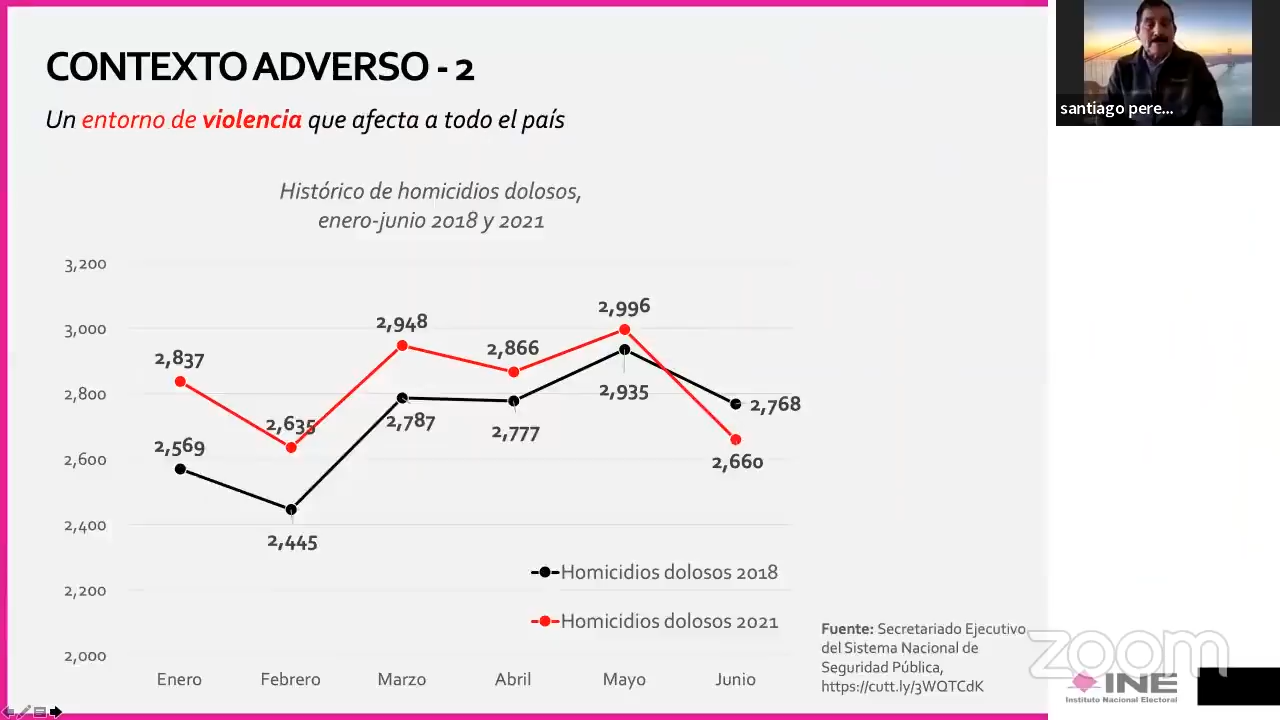 CONTEXTO ADVERSO - 2
Un entorno de violencia que afecta a todo el país
Histórico de homicidios dolosos,
enero-junio 2018 y 2021
3,200
3,000
2,800
2,600
2,400
2,200
2,000
2,837
2,635
2,948
2,866
2,996
2,660
2,569
2,445
2,787
2,777
2,935
2,768
Homicidios dolosos 2018
Homicidios dolosos 2021
Enero
Febrero
Marzo
Abril
Mayo
Junio
Fuente: Secretariado Ejecutivo
del Sistema Nacional de
Seguridad Pública,
https://cutt.ly/3WQTCdK
santiago pere...
zoom
INE
Instituto Nacional Electoral